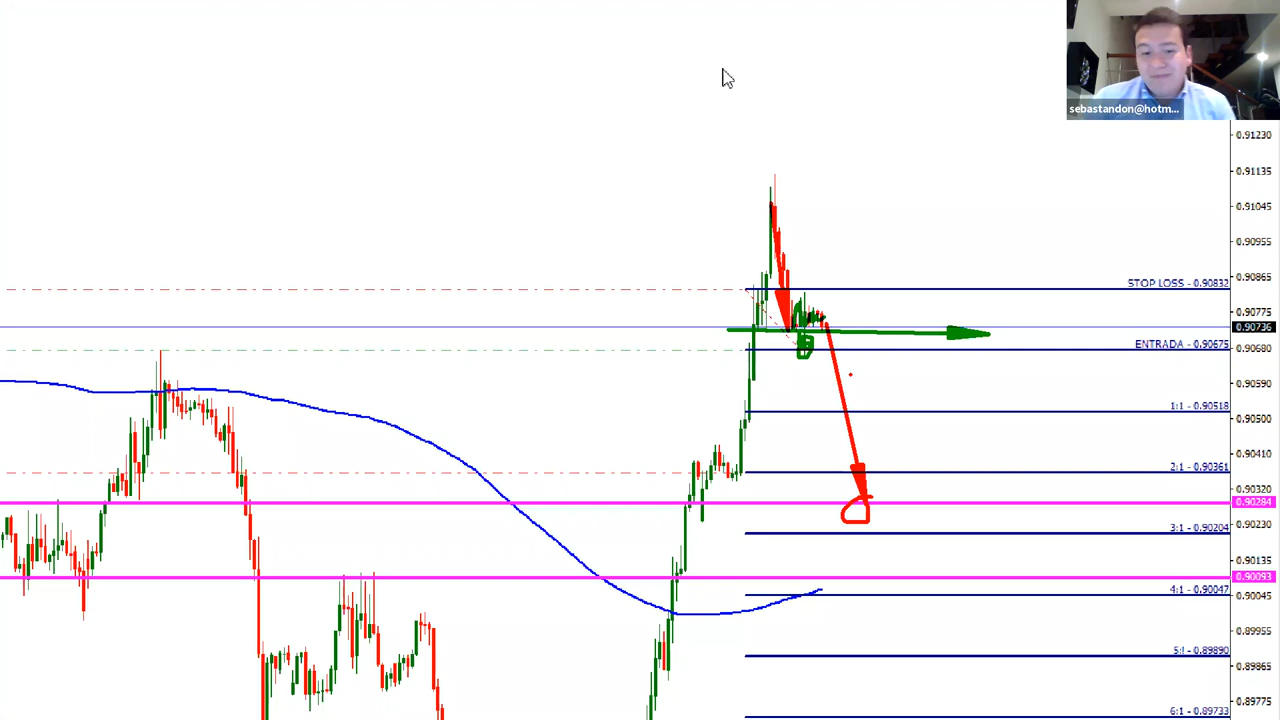 sebastandon@hotm...
0.91230
0.91135
0.91045
0.90955
0.90865
STOP LOSS - 0.90832
0.90775
0.90736
ENTRADA - 0.90675
0.90680
0.90590
1:1 - 0.90518
0.90500
0.90410
2:1 - 0.90361
0.90320
0.90284
3:1 - 0.90204
0.90230
0.90135
0.90093
4:1 - 0.90047
0.90045
0.89955
5:! - 0.89890
0.89865
0.89775
6:1 - 0.89733